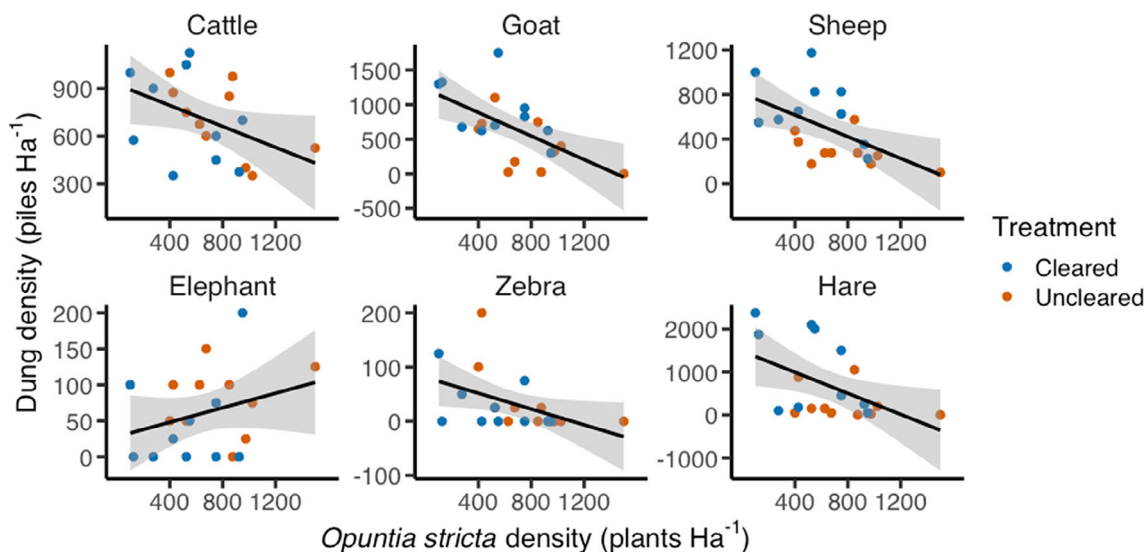 Cattle
Goat
Sheep
900
600
300
400 800 1200
1500
1000
500
0
-500
400 800 1200
1200
800
400
0
400 800 1200
Dung density (piles Ha⁻¹)
Elephant
Zebra
Hare
200
150
100
50
0
400 800 1200
200
100
0
-100
400 800 1200
2000
1000
0
-1000
400 800 1200
Opuntia stricta density (plants Ha⁻¹)
Treatment
Cleared
Uncleared